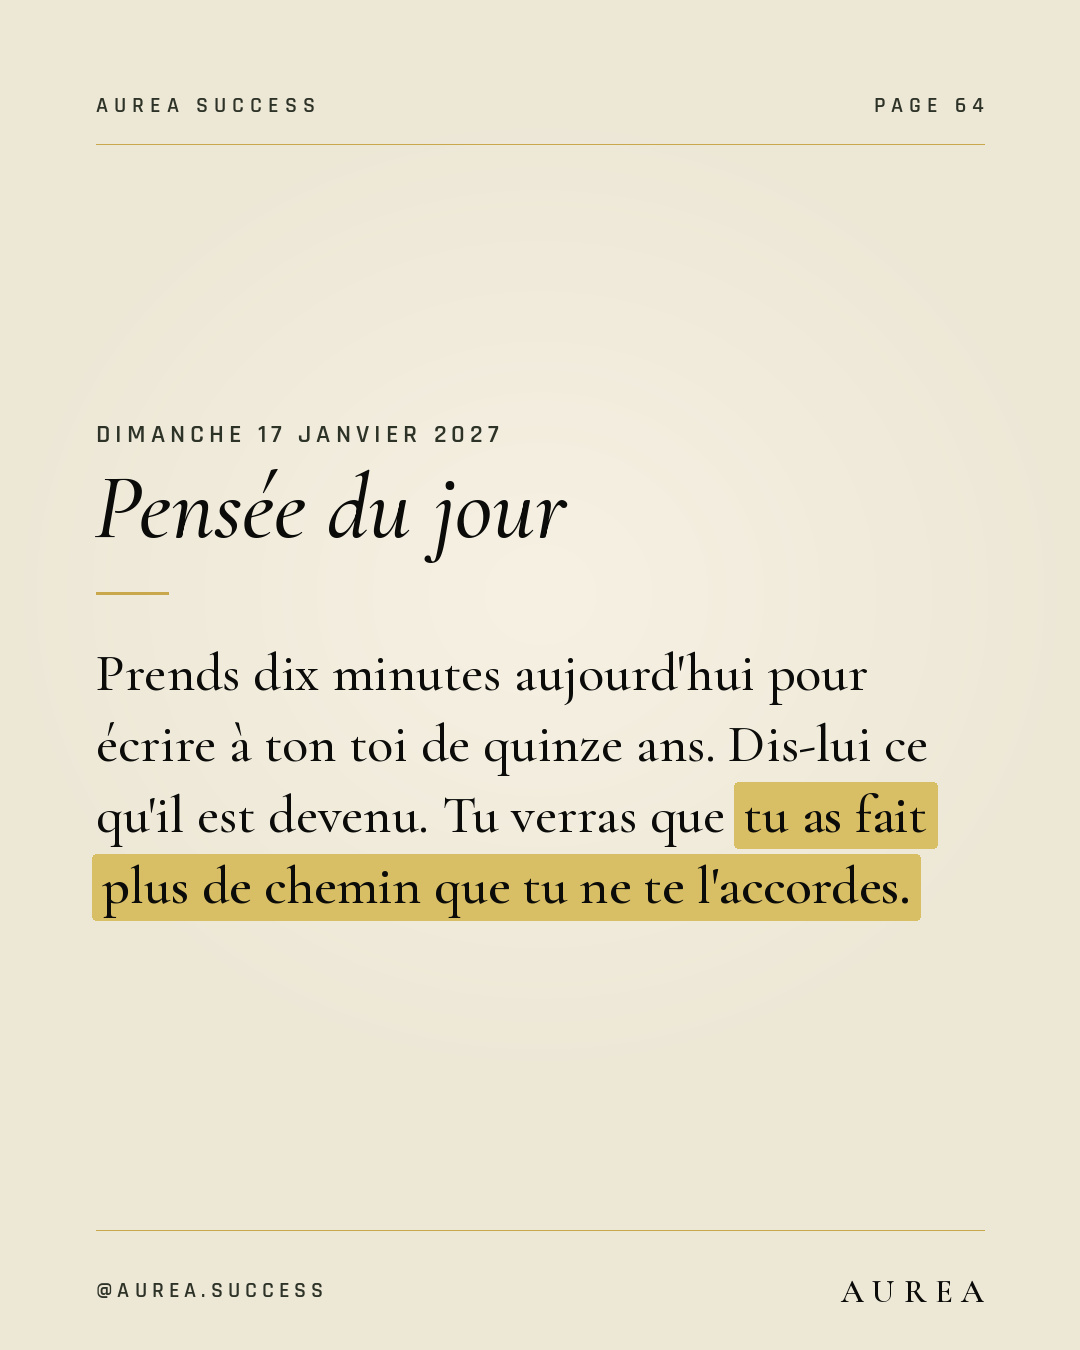 AUREA SUCCESS
PAGE 64
DIMANCHE 17 JANVIER 2027
Pensée du jour
Prends dix minutes aujourd'hui pour
écrire à ton toi de quinze ans. Dis-lui ce
qu'il est devenu. Tu verras que tu as fait
plus de chemin que tu ne te l'accordes.
@AUREA.SUCCESS
AUREA